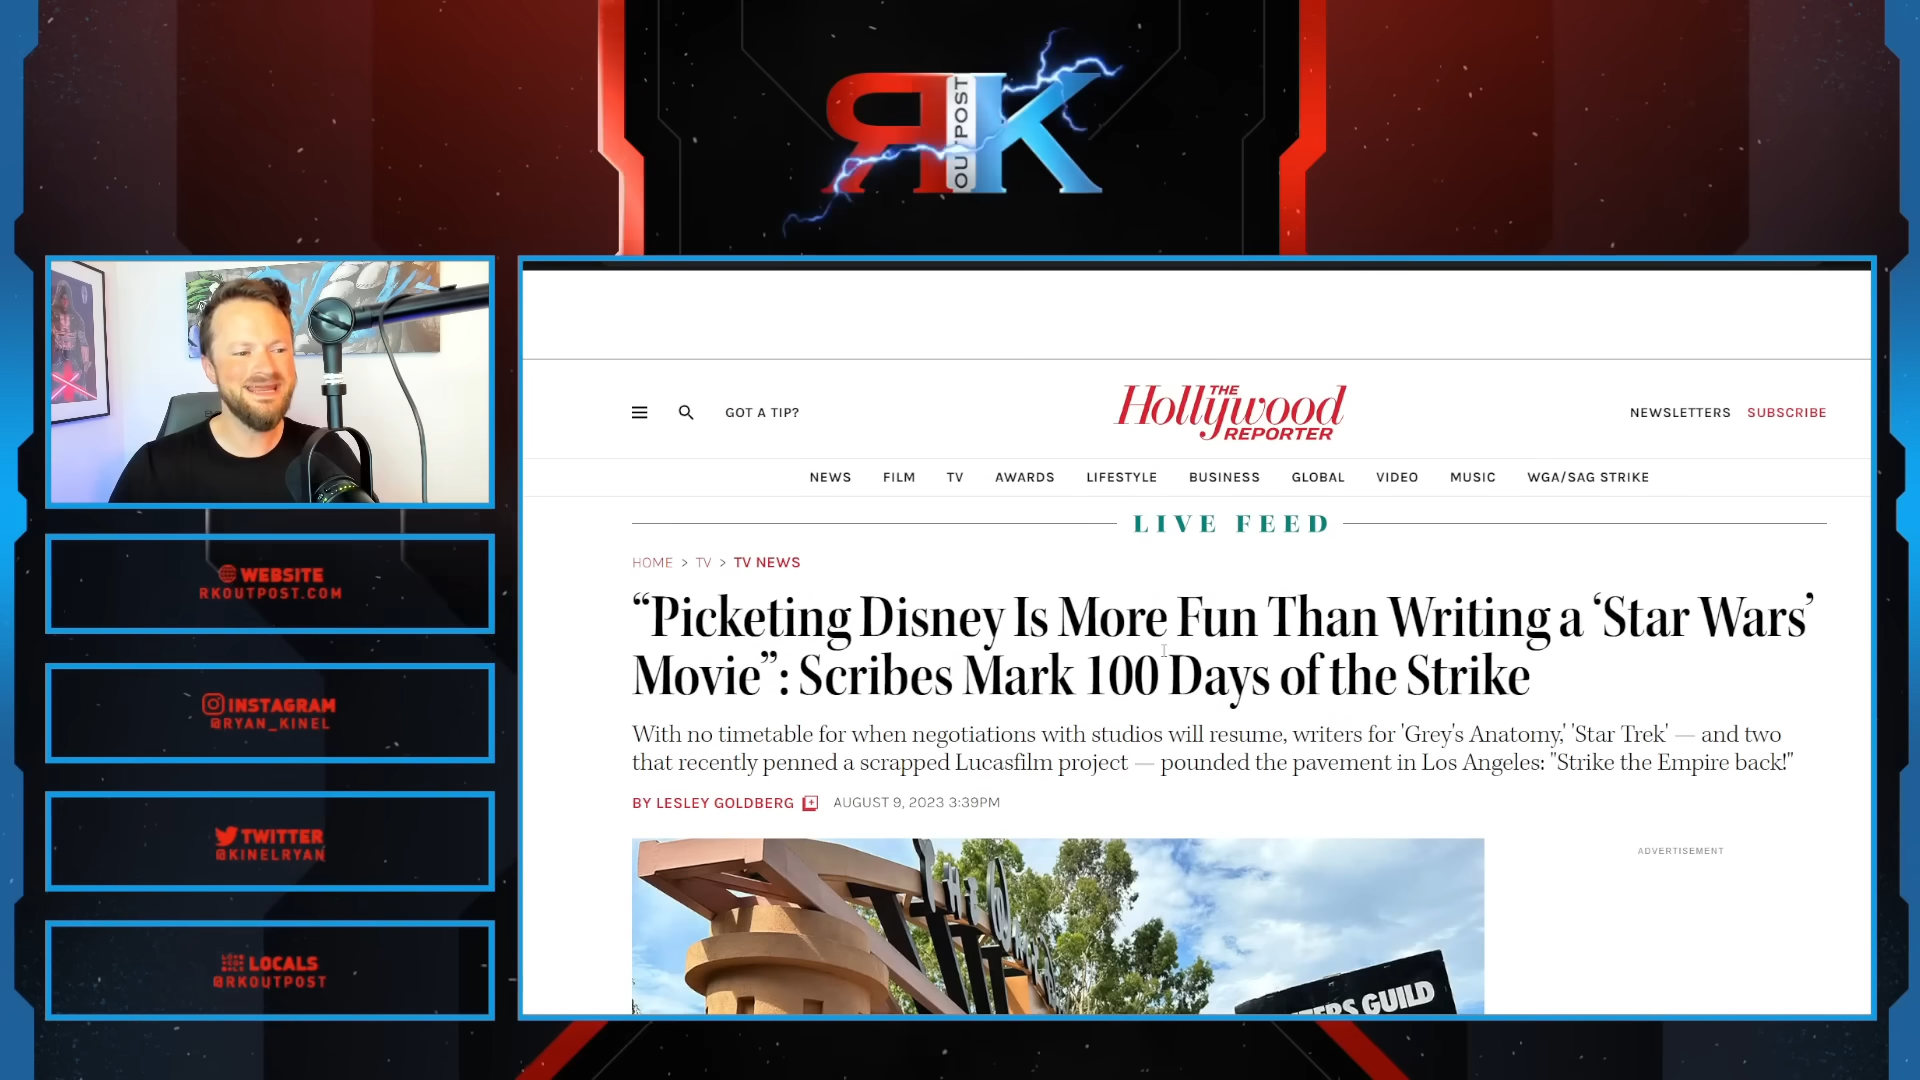 RK
OUTPOST
WEBSITE
RKOUTPOST.COM
INSTAGRAM
@RYAN_KINEL
TWITTER
@KINELRYAN
LOCALS
@RKOUTPOST
GOT A TIP?
THE
Hollywood
REPORTER
NEWSLETTERS SUBSCRIBE
NEWS FILM TV AWARDS LIFESTYLE BUSINESS GLOBAL VIDEO MUSIC WGA/SAG STRIKE
LIVE FEED
HOME > TV > TV NEWS
“Picketing Disney Is More Fun Than Writing a ‘Star Wars’
Movie”: Scribes Mark 100 Days of the Strike
With no timetable for when negotiations with studios will resume, writers for 'Grey's Anatomy,' 'Star Trek' — and two
that recently penned a scrapped Lucasfilm project — pounded the pavement in Los Angeles: "Strike the Empire back!"
BY LESLEY GOLDBERG AUGUST 9, 2023 3:39PM
ADVERTISEMENT
GUILD